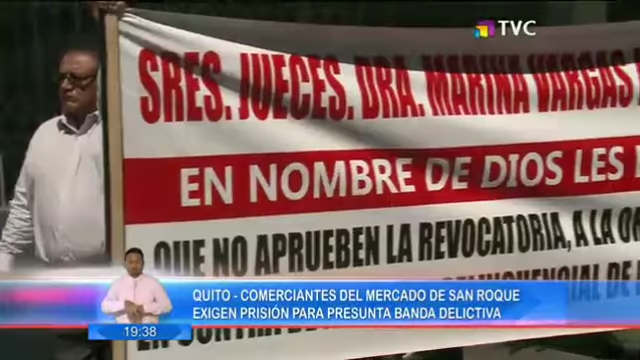 TVC
SRES. JUECES. DRA. MARINA VARGAS
EN NOMBRE DE DIOS LES
QUE NO APRUEBEN LA REVOCATORIA, A LA
QUITO - COMERCIANTES DEL MERCADO DE SAN ROQUE
EXIGEN PRISIÓN PARA PRESUNTA BANDA DELICTIVA
19:38